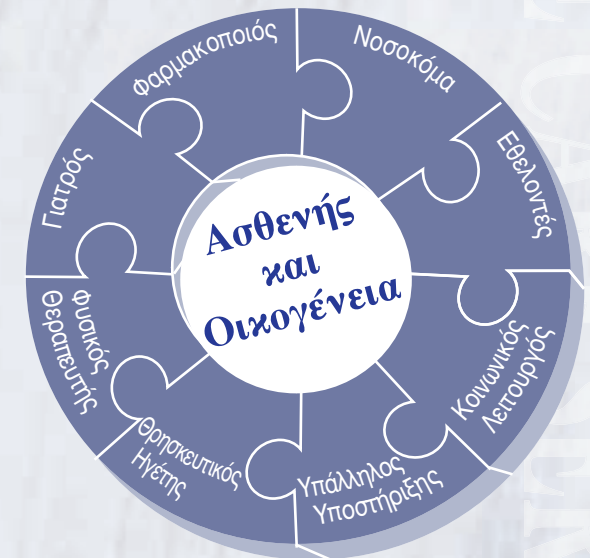 Φαρμακοποιός
Νοσοκόμα
Εθελοντές
Κοινωνικός
Λειτουργός
Υπάλληλος
Υποστήριξης
Θρησκευτικός
Ηγέτης
Φυσικός
Θεραπευτής
Γιατρός
Ασθενής
και
Οικογένεια